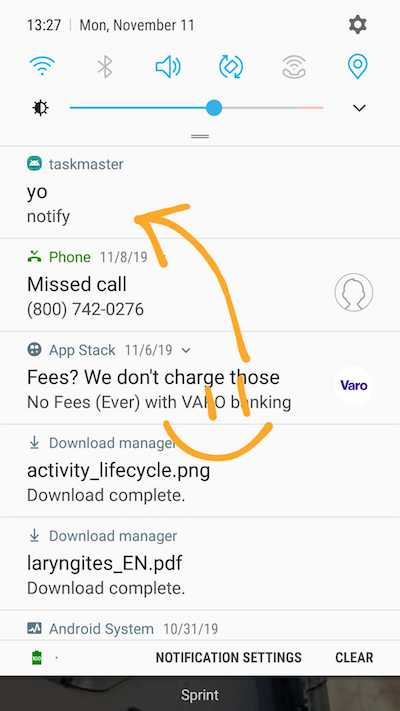 13:27 | Mon, November 11
taskmaster
yo
notify
Phone 11/8/19
Missed call
(800) 742-0276
App Stack 11/6/19
Fees? We don't charge those
No Fees (Ever) with VARO banking
Varo
Download manager
activity_lifecycle.png
Download complete.
Download manager
laryngites_EN.pdf
Download complete.
Android System 10/31/19
NOTIFICATION SETTINGS CLEAR
Sprint